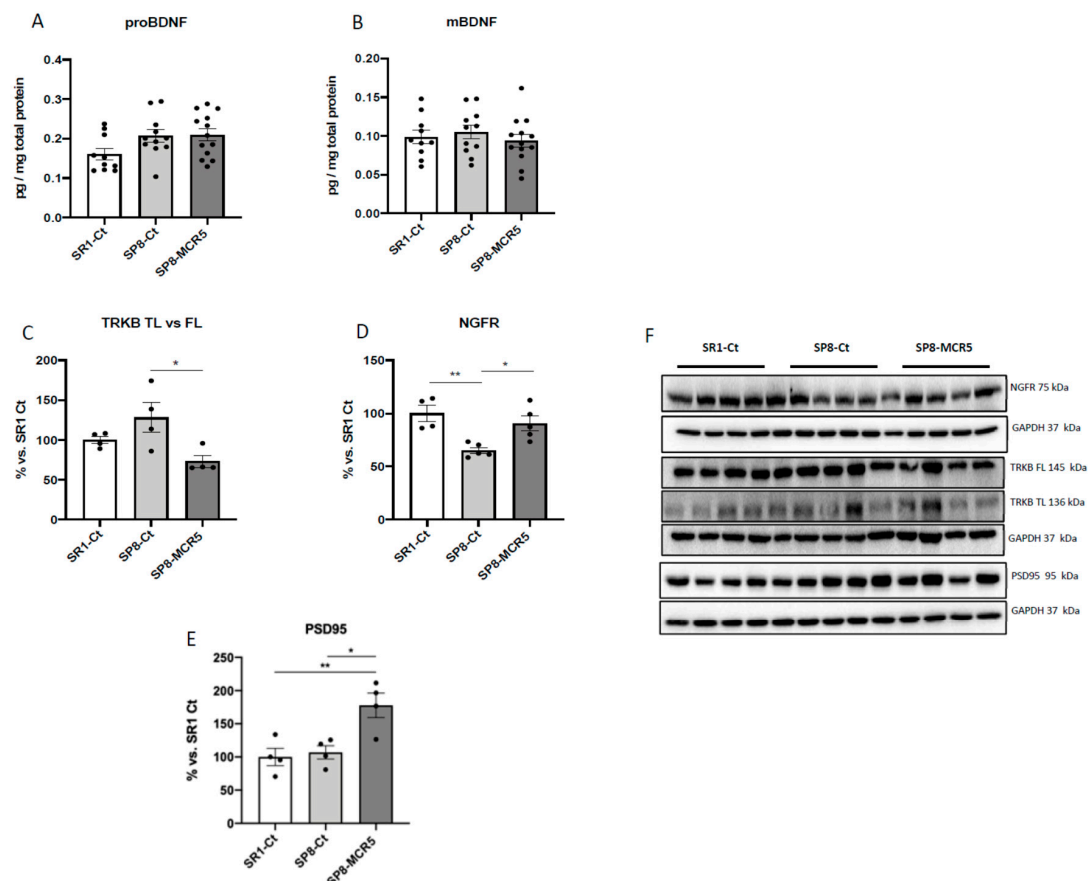 A
proBDNF
pg / mg total protein
0.4
0.3
0.2
0.1
0.0
SR1-Ct
SP8-Ct
SP8-MCR5
B
mBDNF
pg / mg total protein
0.20
0.15
0.10
0.05
0.00
SR1-Ct
SP8-Ct
SP8-MCR5
C
TRKB TL vs FL
% vs. SR1 Ct
200
150
100
50
0
*
SR1-Ct
SP8-Ct
SP8-MCR5
D
NGFR
% vs. SR1 Ct
150
100
50
0
**
*
SR1-Ct
SP8-Ct
SP8-MCR5
E
PSD95
% vs. SR1 Ct
250
200
150
100
50
0
*
**
SR1-Ct
SP8-Ct
SP8-MCR5
F
SR1-Ct SP8-Ct SP8-MCR5
NGFR 75 kDa
GAPDH 37 kDa
TRKB FL 145 kDa
TRKB TL 136 kDa
GAPDH 37 kDa
PSD95 95 kDa
GAPDH 37 kDa